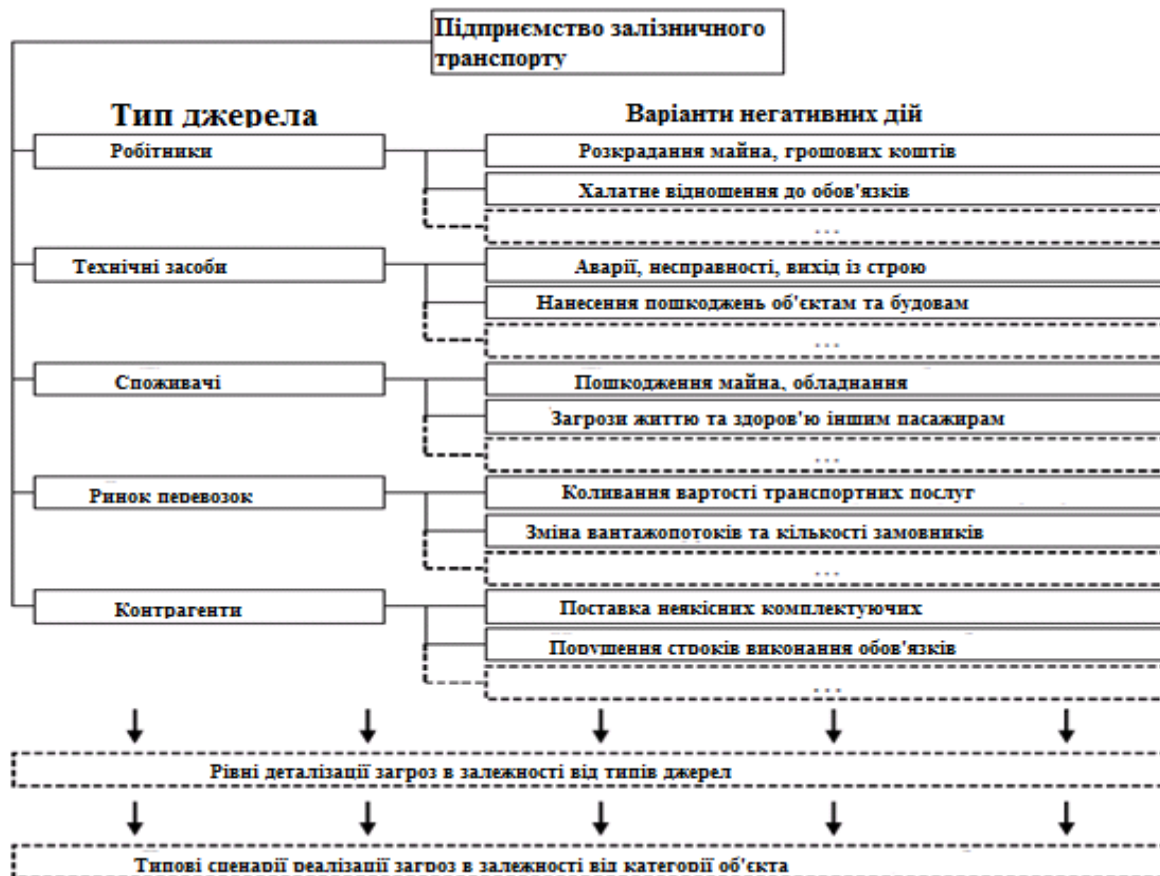 Підприємство залізничного
транспорту
Тип джерела
Варіанти негативних дій
Робітники
Розкрадання майна, грошових коштів
Халатне відношення до обов'язків
...
Технічні засоби
Аварії, несправності, вихід із строю
Нанесення пошкоджень об'єктам та будовам
...
Споживачі
Пошкодження майна, обладнання
Загрози життю та здоров'ю іншим пасажирам
...
Ринок перевозок
Коливання вартості транспортних послуг
Зміна вантажопотоків та кількості замовників
...
Контрагенти
Поставка неякісних комплектуючих
Порушення строків виконання обов'язків
...
Рівні деталізації загроз в залежності від типів джерел
Типові сценарії реалізації загроз в залежності від категорії об'єкта